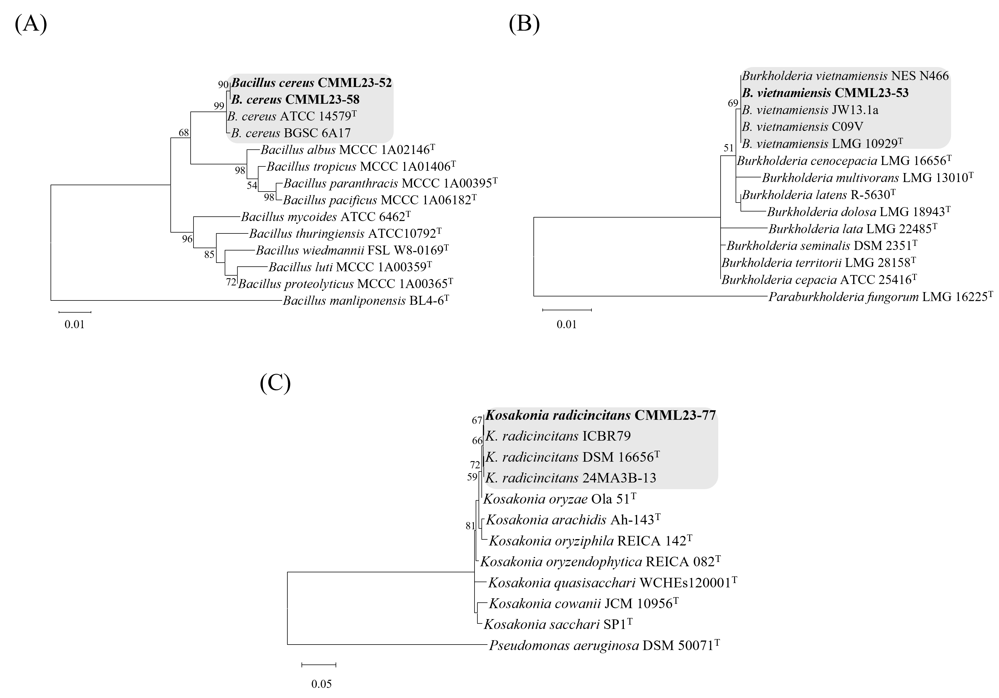 (A)
90
Bacillus cereus CMML23-52
B. cereus CMML23-58
99
B. cereus ATCC 14579ᵀ
68
B. cereus BGSC 6A17
Bacillus albus MCCC 1A02146ᵀ
98
Bacillus tropicus MCCC 1A01406ᵀ
54
Bacillus paranthracis MCCC 1A00395ᵀ
98
Bacillus pacificus MCCC 1A06182ᵀ
Bacillus mycoides ATCC 6462ᵀ
96
Bacillus thuringiensis ATCC10792ᵀ
85
Bacillus wiedmannii FSL W8-0169ᵀ
Bacillus luti MCCC 1A00359ᵀ
72
Bacillus proteolyticus MCCC 1A00365ᵀ
Bacillus manliponensis BL4-6ᵀ
0.01
(B)
Burkholderia vietnamiensis NES N466
B. vietnamiensis CMML23-53
69
B. vietnamiensis JW13.1a
B. vietnamiensis C09V
B. vietnamiensis LMG 10929ᵀ
51
Burkholderia cenocepacia LMG 16656ᵀ
Burkholderia multivorans LMG 13010ᵀ
Burkholderia latens R-5630ᵀ
Burkholderia dolosa LMG 18943ᵀ
Burkholderia lata LMG 22485ᵀ
Burkholderia seminalis DSM 2351ᵀ
Burkholderia territorii LMG 28158ᵀ
Burkholderia cepacia ATCC 25416ᵀ
Paraburkholderia fungorum LMG 16225ᵀ
0.01
(C)
Kosakonia radicincitans CMML23-77
67
K. radicincitans ICBR79
66
K. radicincitans DSM 16656ᵀ
72
K. radicincitans 24MA3B-13
59
Kosakonia oryzae Ola 51ᵀ
Kosakonia arachidis Ah-143ᵀ
81
Kosakonia oryziphila REICA 142ᵀ
Kosakonia oryzendophytica REICA 082ᵀ
Kosakonia quasisacchari WCHEs120001ᵀ
Kosakonia cowanii JCM 10956ᵀ
Kosakonia sacchari SP1ᵀ
Pseudomonas aeruginosa DSM 50071ᵀ
0.05